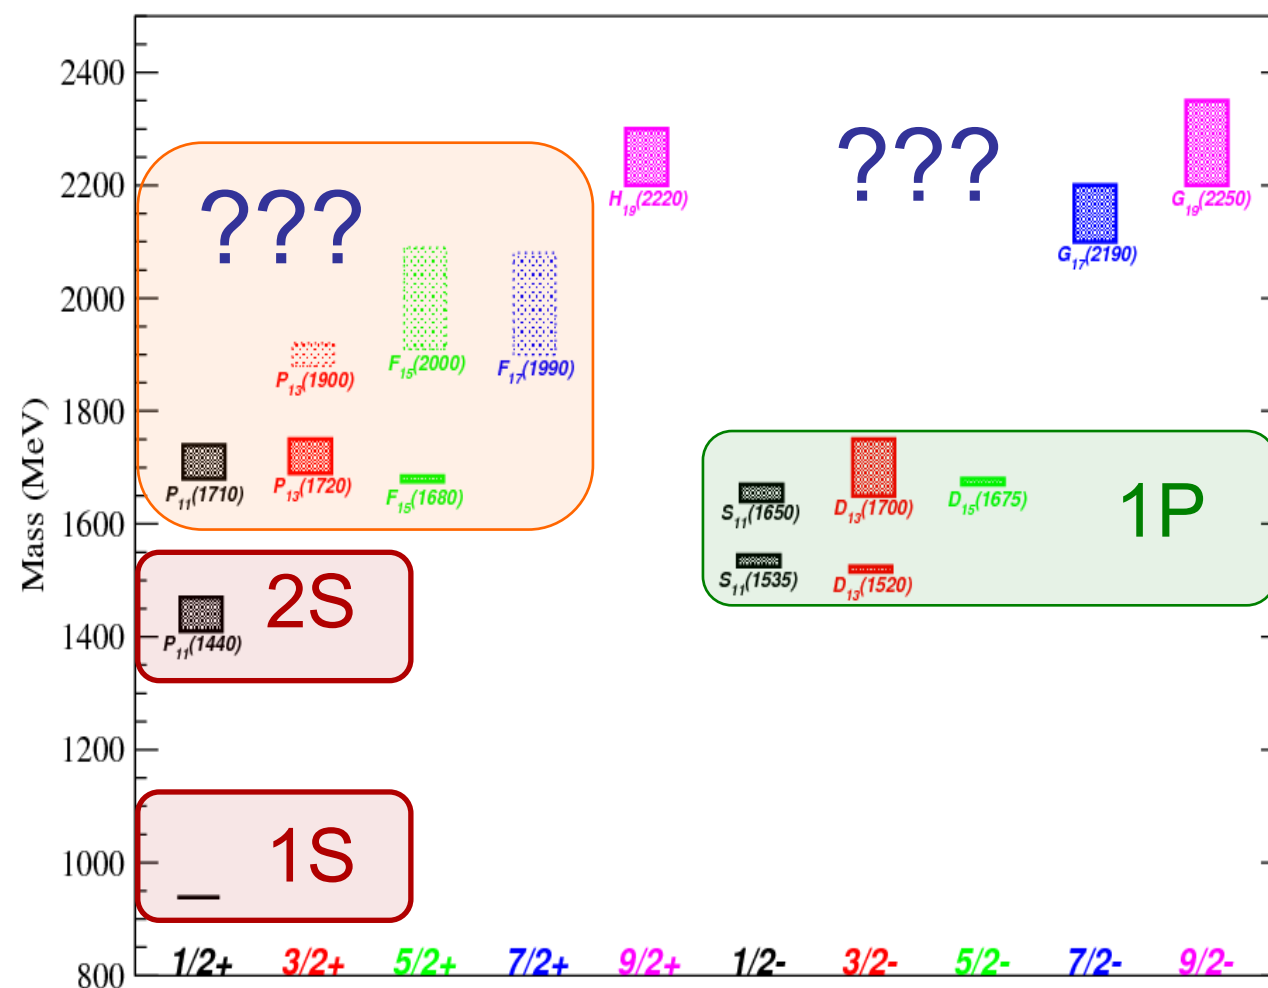 2400
2200
2000
1800
1600
1400
1200
1000
800
Mass (MeV)
???
???
H19(2220)
G19(2250)
G17(2190)
P13(1900)
F15(2000)
F17(1990)
P11(1710)
P13(1720)
F15(1680)
S11(1650)
D13(1700)
D15(1675)
1P
S11(1535)
D13(1520)
2S
P11(1440)
1S
1/2+ 3/2+ 5/2+ 7/2+ 9/2+ 1/2- 3/2- 5/2- 7/2- 9/2-